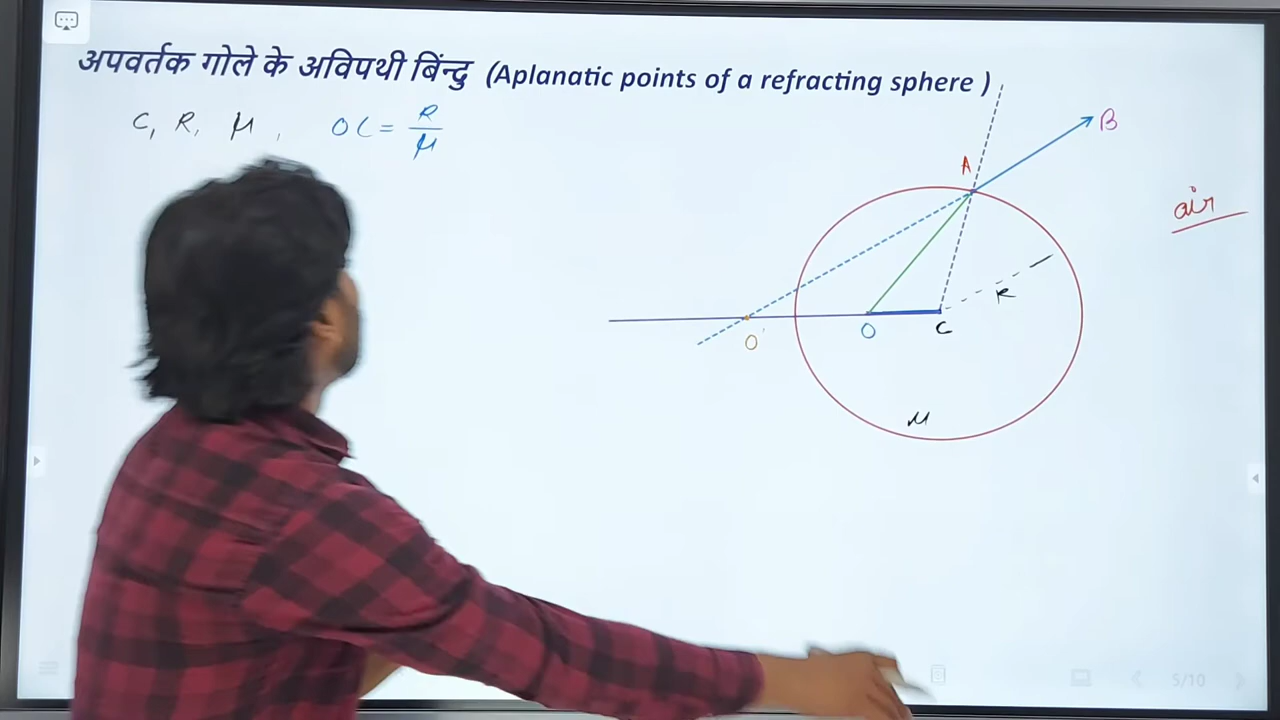 अपवर्तक गोले के अविपथी बिंन्दु (Aplanatic points of a refracting sphere )
C, R, μ, OC = R/μ
B
A
air
R
O' O C
μ
5/10